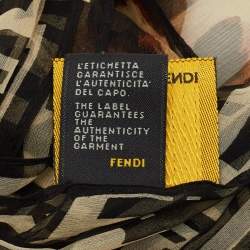 L'ETICHETTA
GARANTISCE
L'AUTENTICITA'
DEL CAPO.
THE LABEL
GUARANTEES
THE
AUTHENTICITY
OF THE
GARMENT
FENDI
FENDI